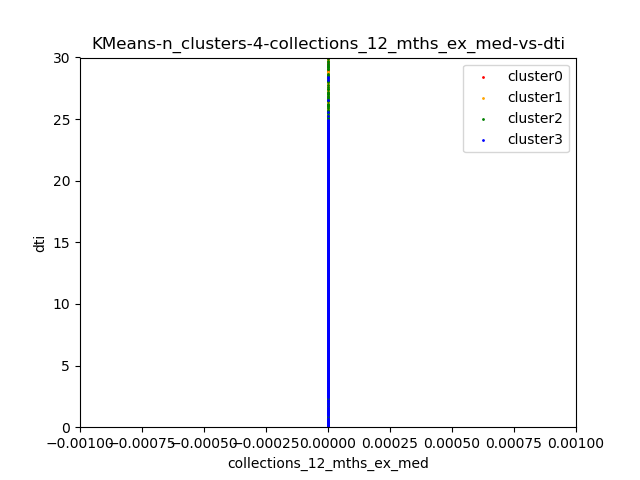 KMeans-n_clusters-4-collections_12_mths_ex_med-vs-dti
30
25
20
15
10
5
0
dti
cluster0
cluster1
cluster2
cluster3
−0.00100 −0.00075 −0.00050 −0.00025 0.00000 0.00025 0.00050 0.00075 0.00100
collections_12_mths_ex_med